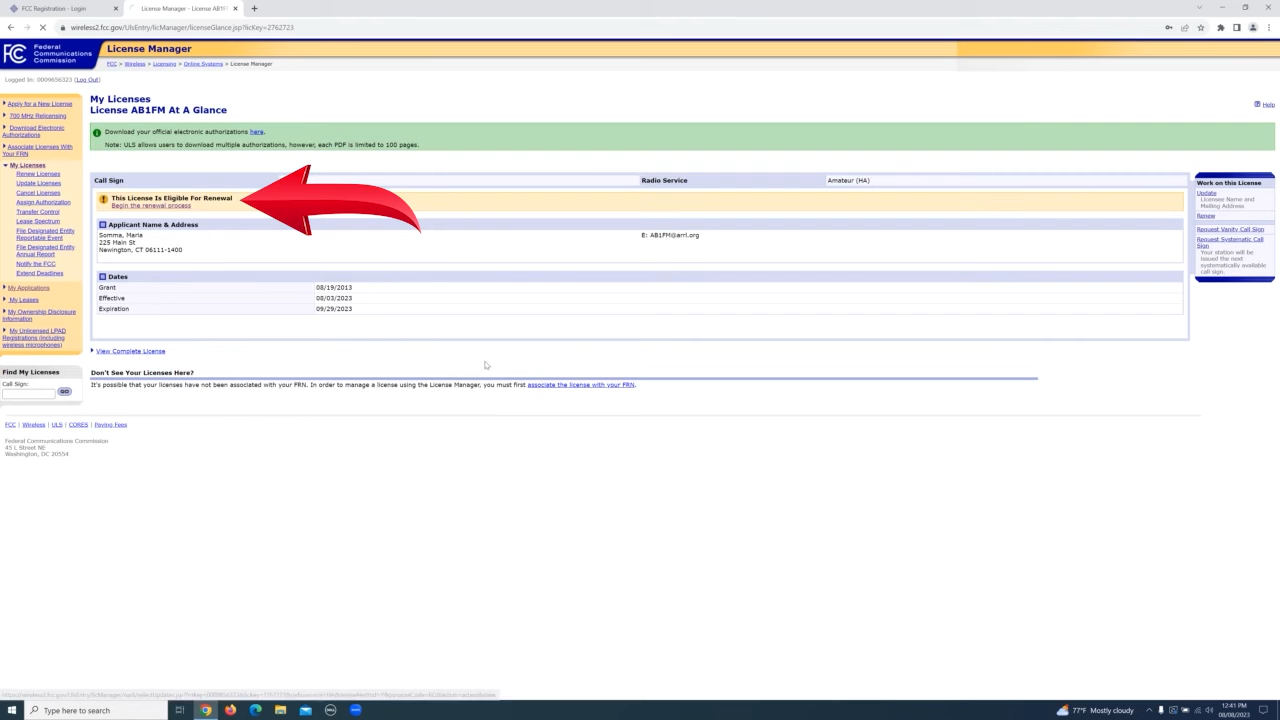 FCC Registration - Login
License Manager - License AB1F
wireless2.fcc.gov/UlsEntry/licManager/licenseGlance.jsp?licKey=2762723
FCC Federal Communications Commission
License Manager
FCC > Wireless > Licensing > Online Systems > License Manager
Logged In: 0009656323 (Log Out)
Apply for a New License
700 MHz Relicensing
Download Electronic
Authorizations
Associate Licenses With
Your FRN
My Licenses
Renew Licenses
Update Licenses
Cancel Licenses
Assign Authorization
Transfer Control
Lease Spectrum
File Designated Entity
Reportable Event
File Designated Entity
Annual Report
Notify the FCC
Extend Deadlines
My Applications
My Leases
My Ownership Disclosure
Information
My Unlicensed LPAD
Registrations (including
wireless microphones)
Find My Licenses
Call Sign:
GO
My Licenses
License AB1FM At A Glance
Help
Download your official electronic authorizations here.
Note: ULS allows users to download multiple authorizations, however, each PDF is limited to 100 pages.
Call Sign
Radio Service Amateur (HA)
This License Is Eligible For Renewal
Begin the renewal process
Applicant Name & Address
Somma, Maria E: AB1FM@arrl.org
225 Main St
Newington, CT 06111-1400
Dates
Grant 08/19/2013
Effective 08/03/2023
Expiration 09/29/2023
View Complete License
Don't See Your Licenses Here?
It's possible that your licenses have not been associated with your FRN. In order to manage a license using the License Manager, you must first associate the license with your FRN.
Work on this License
Update
Licensee Name and
Mailing Address
Renew
Request Vanity Call Sign
Request Systematic Call
Sign
Your station will be
issued the next
systematically available
call sign.
FCC | Wireless | ULS | CORES | Paying Fees
Federal Communications Commission
45 L Street NE
Washington, DC 20554
Type here to search
77°F Mostly cloudy
12:41 PM
08/08/2023